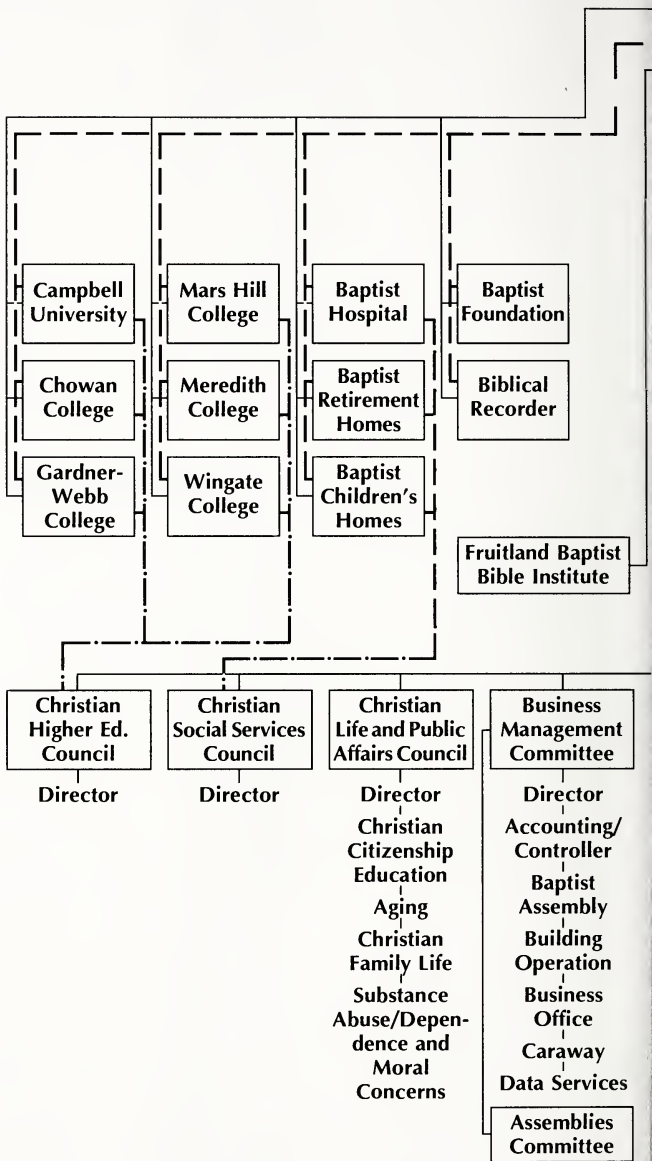 Campbell
University
Mars Hill
College
Baptist
Hospital
Baptist
Foundation
Chowan
College
Meredith
College
Baptist
Retirement
Homes
Biblical
Recorder
Gardner-
Webb
College
Wingate
College
Baptist
Children's
Homes
Fruitland Baptist
Bible Institute
Christian
Higher Ed.
Council
Director
Christian
Social Services
Council
Director
Christian
Life and Public
Affairs Council
Director
Christian
Citizenship
Education
Aging
Christian
Family Life
Substance
Abuse/Depen-
dence and
Moral
Concerns
Business
Management
Committee
Director
Accounting/
Controller
Baptist
Assembly
Building
Operation
Business
Office
Caraway
Data Services
Assemblies
Committee